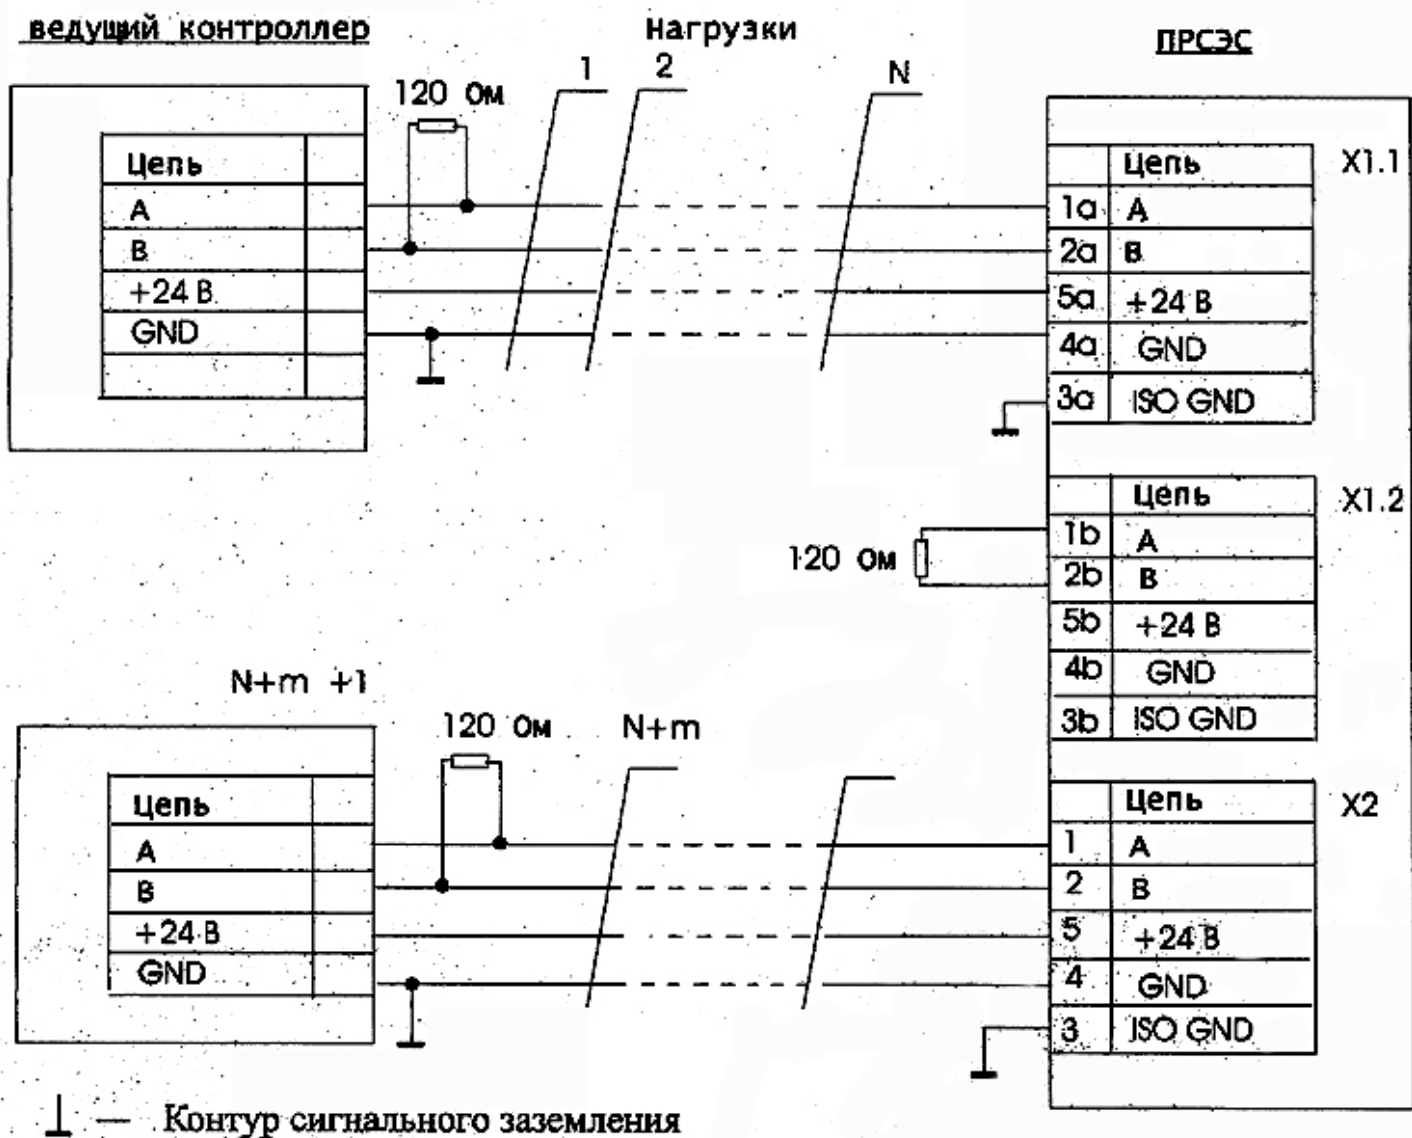 ведущий контроллер
Нагрузки
ПРСЭС
120 Ом
1
2
N
Цепь
A
B
+24 В
GND
Цепь
X1.1
1a A
2a B
5a +24 В
4a GND
3a ISO GND
Цепь
X1.2
120 Ом
1b A
2b B
5b +24 В
4b GND
3b ISO GND
N+m +1
120 Ом
N+m
Цепь
A
B
+24 В
GND
Цепь
X2
1 A
2 B
5 +24 В
4 GND
3 ISO GND
⊥ — Контур сигнального заземления